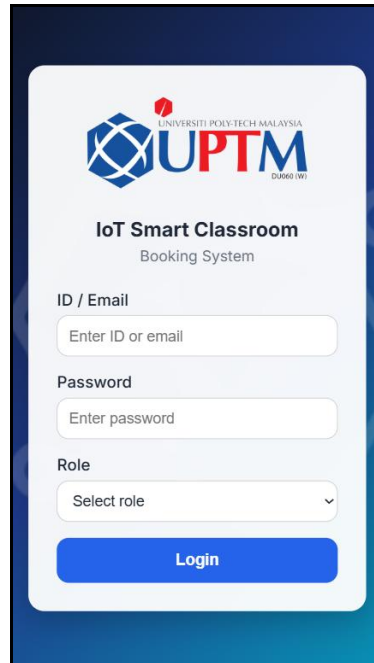 UNIVERSITI POLY-TECH MALAYSIA
UPTM
DU060 (W)
IoT Smart Classroom
Booking System
ID / Email
Enter ID or email
Password
Enter password
Role
Select role
Login